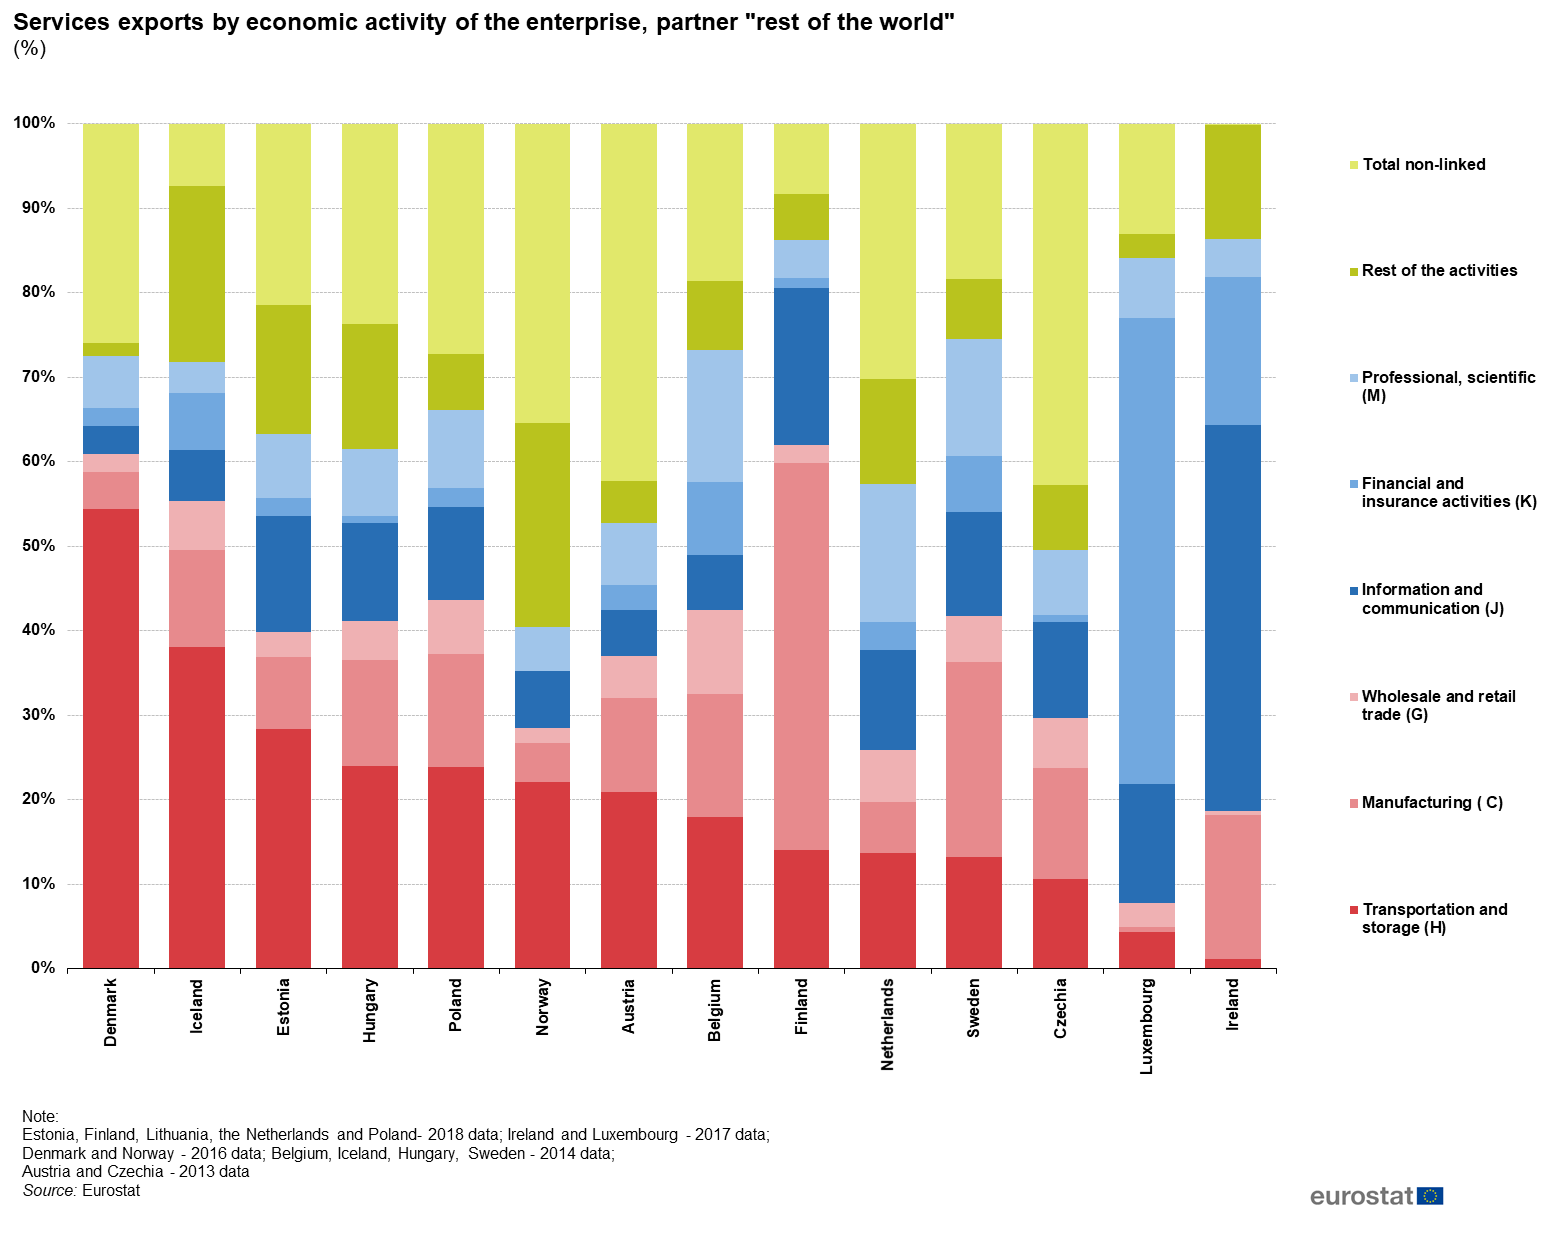 Services exports by economic activity of the enterprise, partner "rest of the world"
(%)
100%
90%
80%
70%
60%
50%
40%
30%
20%
10%
0%
Denmark
Iceland
Estonia
Hungary
Poland
Norway
Austria
Belgium
Finland
Netherlands
Sweden
Czechia
Luxembourg
Ireland
Total non-linked
Rest of the activities
Professional, scientific
(M)
Financial and
insurance activities (K)
Information and
communication (J)
Wholesale and retail
trade (G)
Manufacturing ( C)
Transportation and
storage (H)
Note:
Estonia, Finland, Lithuania, the Netherlands and Poland- 2018 data; Ireland and Luxembourg - 2017 data;
Denmark and Norway - 2016 data; Belgium, Iceland, Hungary, Sweden - 2014 data;
Austria and Czechia - 2013 data
Source: Eurostat
eurostat